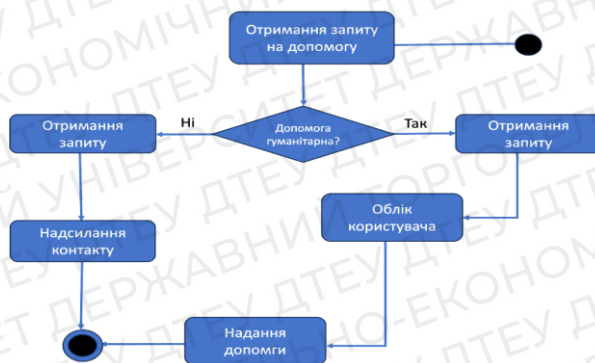 Отримання запиту
на допомогу
Ні
Допомога
гуманітарна?
Так
Отримання
запиту
Отримання
запиту
Облік
користувача
Надсилання
контакту
Надання
допомги